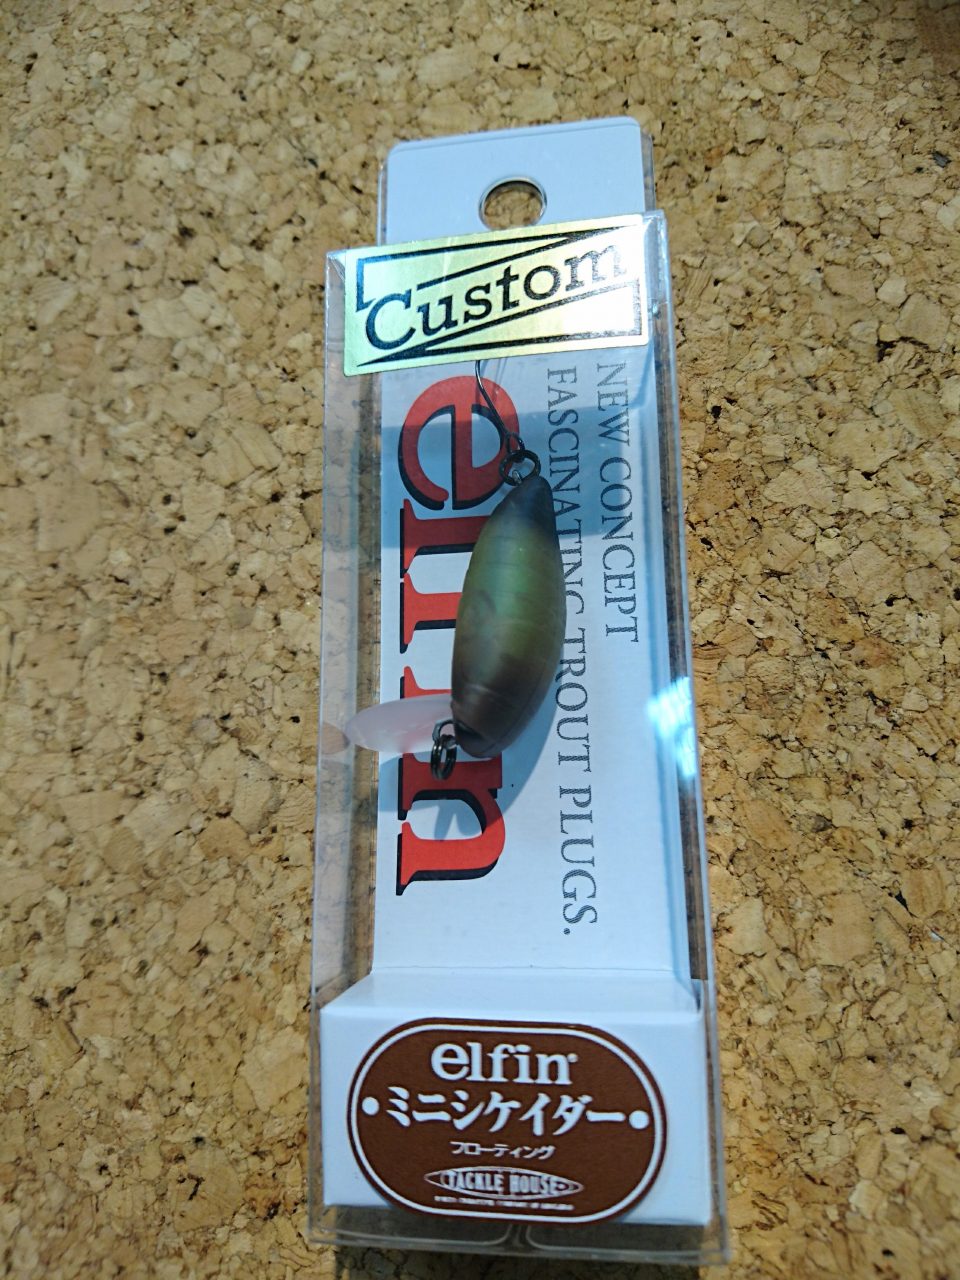 Custom
NEW CONCEPT
FASCINATING TROUT PLUGS.
elfin
elfin
•ミニシケイダー•
フローティング
TACKLE HOUSE